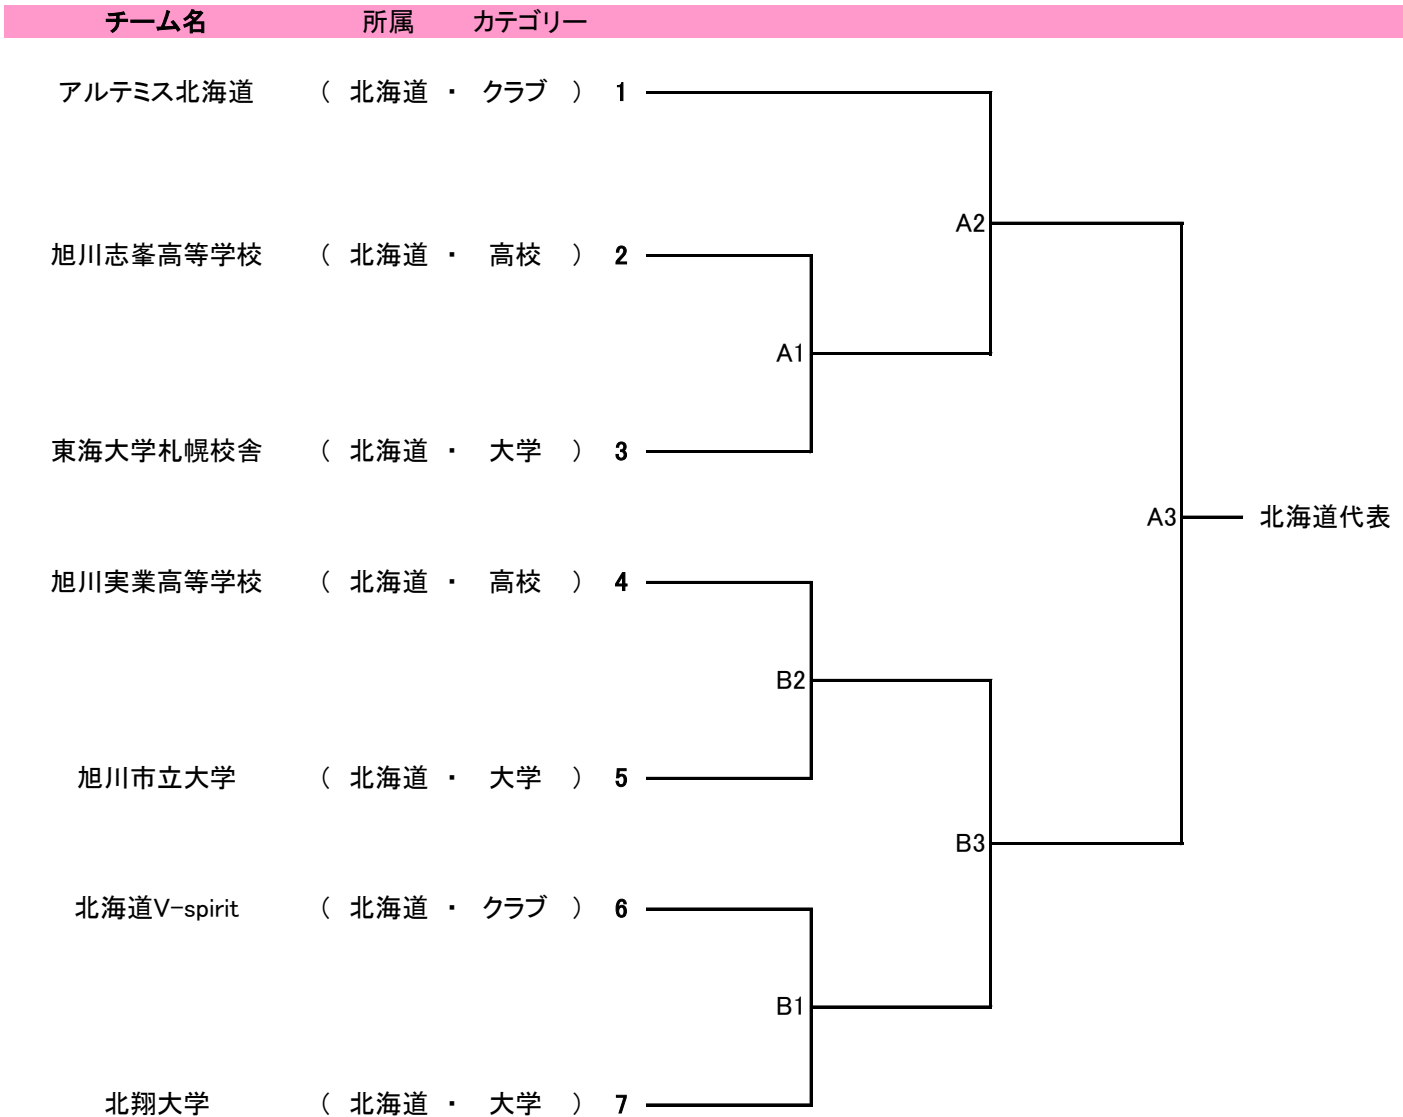 チーム名 所属 カテゴリー
アルテミス北海道 ( 北海道 ・ クラブ ) 1
A2
旭川志峯高等学校 ( 北海道 ・ 高校 ) 2
A1
東海大学札幌校舎 ( 北海道 ・ 大学 ) 3
A3 北海道代表
旭川実業高等学校 ( 北海道 ・ 高校 ) 4
B2
旭川市立大学 ( 北海道 ・ 大学 ) 5
B3
北海道V-spirit ( 北海道 ・ クラブ ) 6
B1
北翔大学 ( 北海道 ・ 大学 ) 7